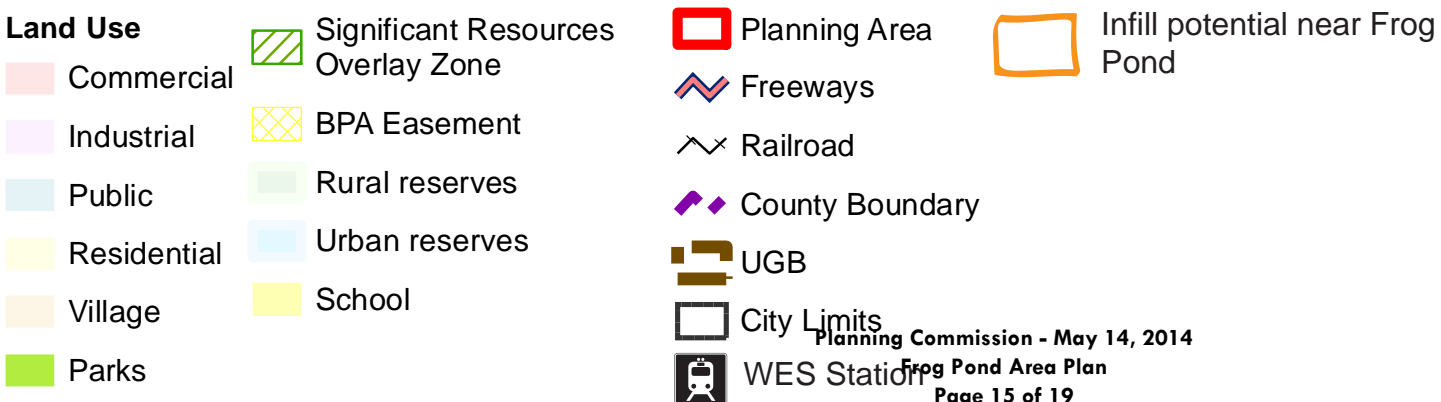 Land Use
Commercial
Industrial
Public
Residential
Village
Parks
Significant Resources
Overlay Zone
BPA Easement
Rural reserves
Urban reserves
School
Planning Area
Freeways
Railroad
County Boundary
UGB
City Limits
WES Station
Infill potential near Frog
Pond
Planning Commission - May 14, 2014
Frog Pond Area Plan
Page 15 of 19